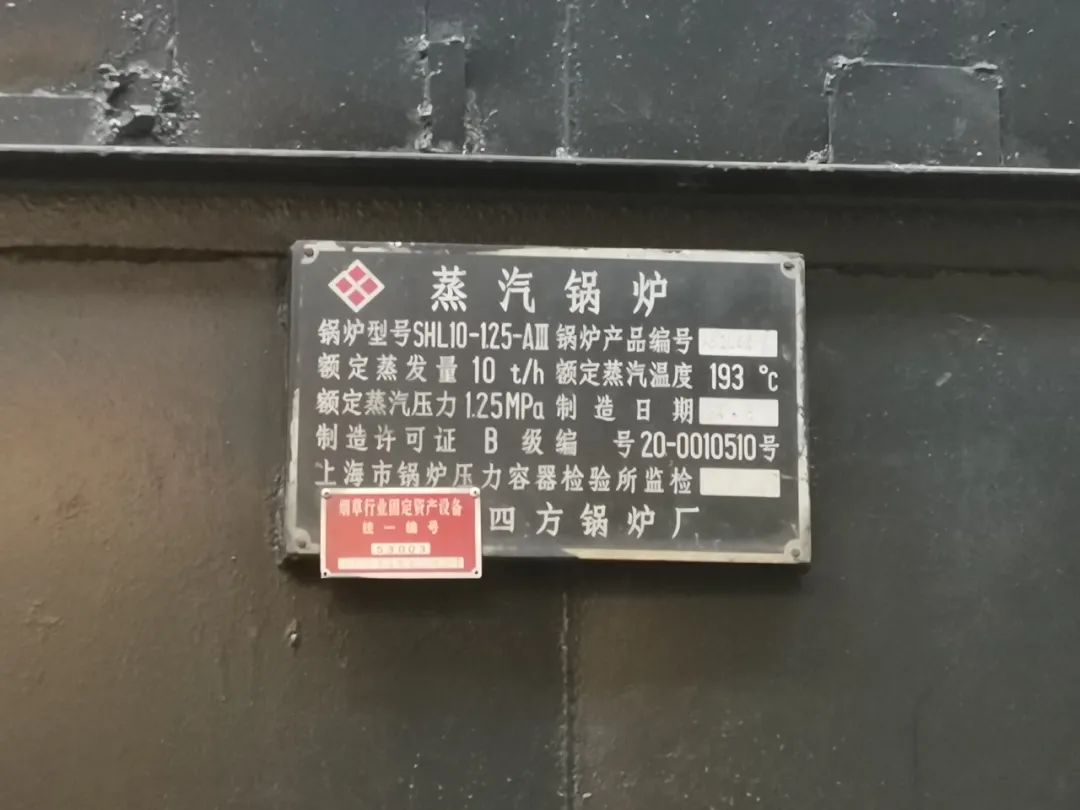 蒸汽锅炉
锅炉型号SHL10-1.25-AⅢ 锅炉产品编号
额定蒸发量 10 t/h 额定蒸汽温度 193 ℃
额定蒸汽压力 1.25MPa 制造日期
制造许可证 B 级编 号20-0010510号
上海市锅炉压力容器检验所监检
四方锅炉厂
烟草行业固定资产设备
统一编号
53003